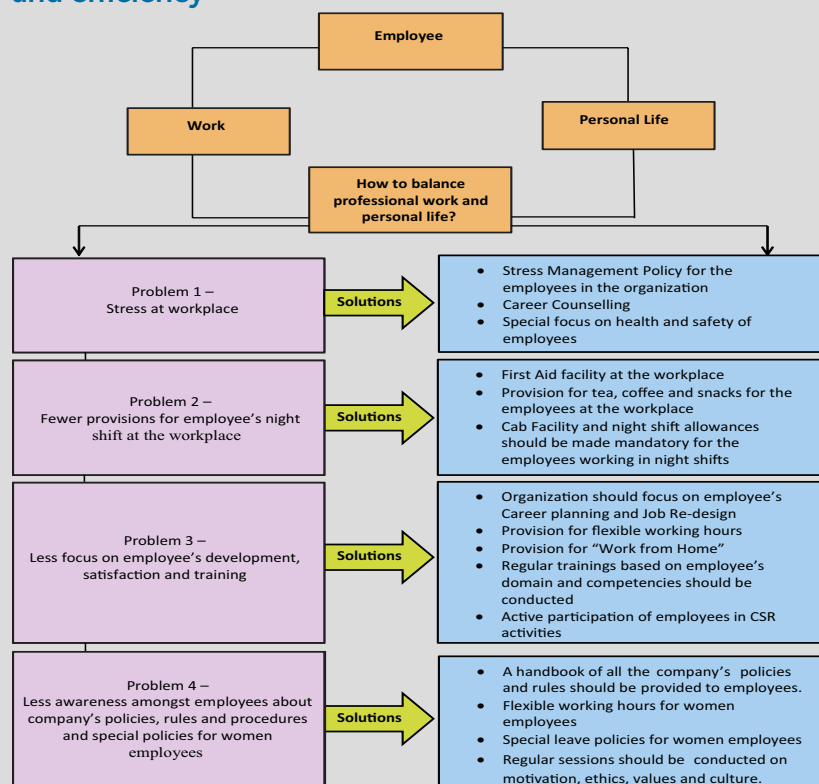 and efficiency
Employee
Work
Personal Life
How to balance
professional work and
personal life?
Problem 1 –
Stress at workplace
Solutions
• Stress Management Policy for the
employees in the organization
• Career Counselling
• Special focus on health and safety of
employees
Problem 2 –
Fewer provisions for employee's night
shift at the workplace
Solutions
• First Aid facility at the workplace
• Provision for tea, coffee and snacks for the
employees at the workplace
• Cab Facility and night shift allowances
should be made mandatory for the
employees working in night shifts
Problem 3 –
Less focus on employee's development,
satisfaction and training
Solutions
• Organization should focus on employee's
Career planning and Job Re-design
• Provision for flexible working hours
• Provision for "Work from Home"
• Regular trainings based on employee's
domain and competencies should be
conducted
• Active participation of employees in CSR
activities
Problem 4 –
Less awareness amongst employees about
company's policies, rules and procedures
and special policies for women
employees
Solutions
• A handbook of all the company's policies
and rules should be provided to employees.
• Flexible working hours for women
employees
• Special leave policies for women employees
• Regular sessions should be conducted on
motivation, ethics, values and culture.